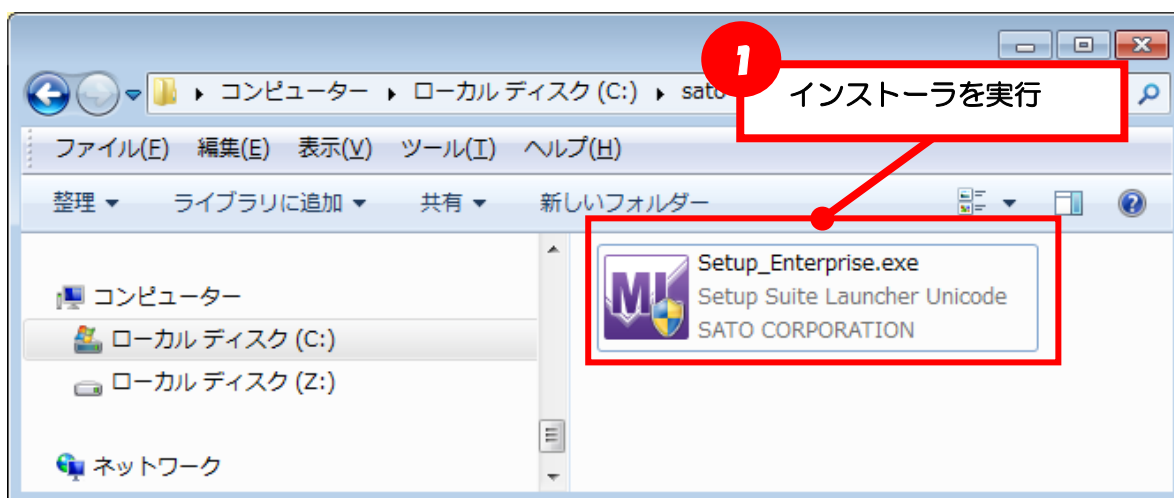 1
インストーラを実行
コンピューター ▸ ローカル ディスク (C:) ▸ sato
ファイル(F) 編集(E) 表示(V) ツール(T) ヘルプ(H)
整理 ライブラリに追加 共有 新しいフォルダー
コンピューター
ローカル ディスク (C:)
ローカル ディスク (Z:)
ネットワーク
Setup_Enterprise.exe
Setup Suite Launcher Unicode
SATO CORPORATION